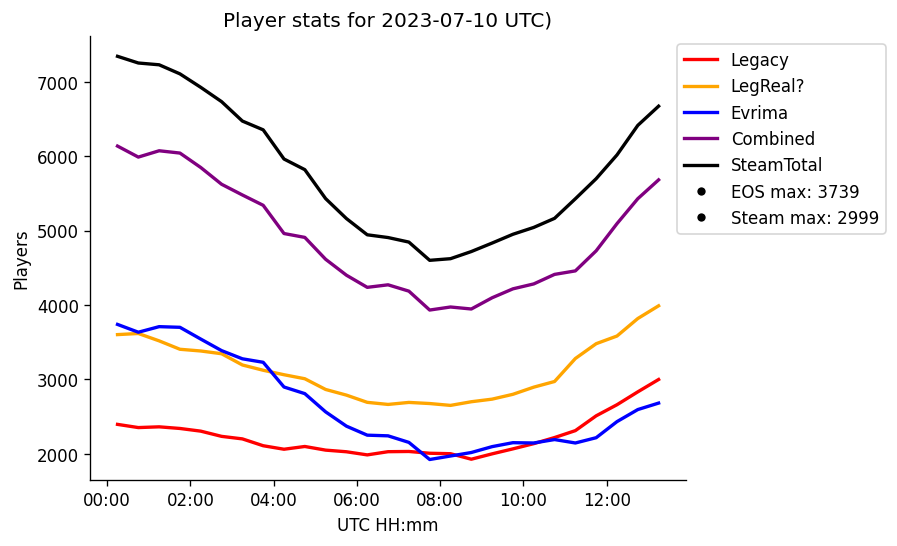 Player stats for 2023-07-10 UTC)
Legacy
LegReal?
Evrima
Combined
SteamTotal
EOS max: 3739
Steam max: 2999
Players
7000
6000
5000
4000
3000
2000
00:00 02:00 04:00 06:00 08:00 10:00 12:00
UTC HH:mm